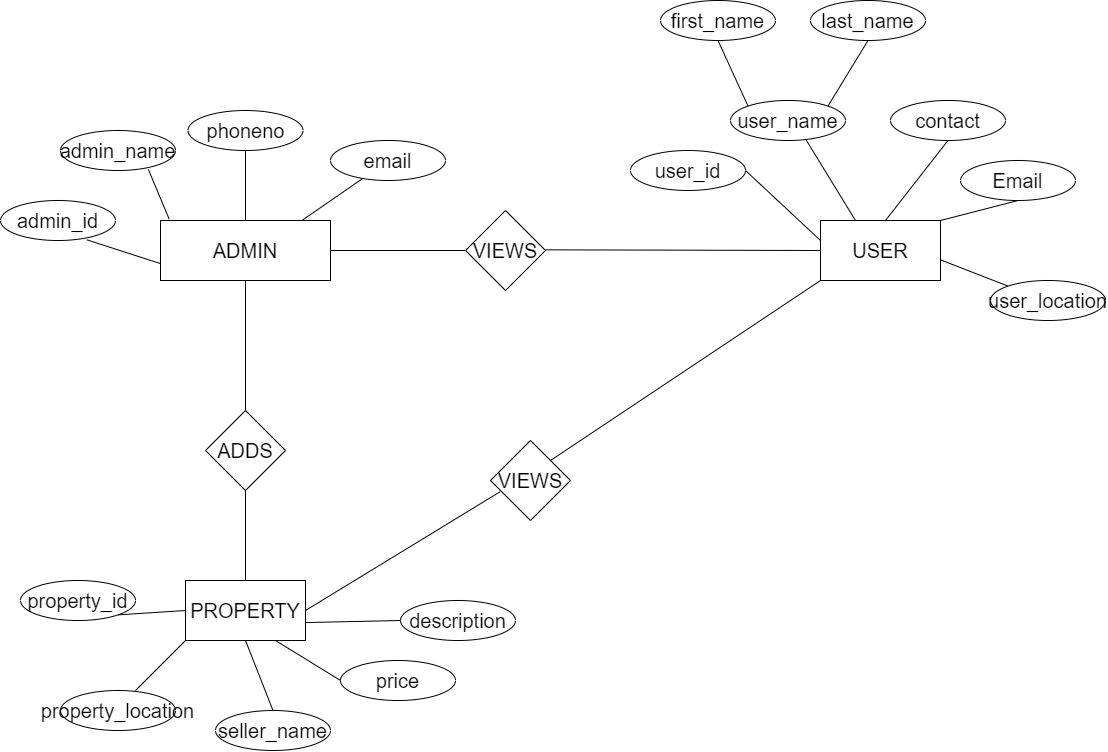 first_name
last_name
user_name
contact
phoneno
admin_name
email
user_id
Email
admin_id
ADMIN
VIEWS
USER
user_location
ADDS
VIEWS
property_id
PROPERTY
description
price
property_location
seller_name